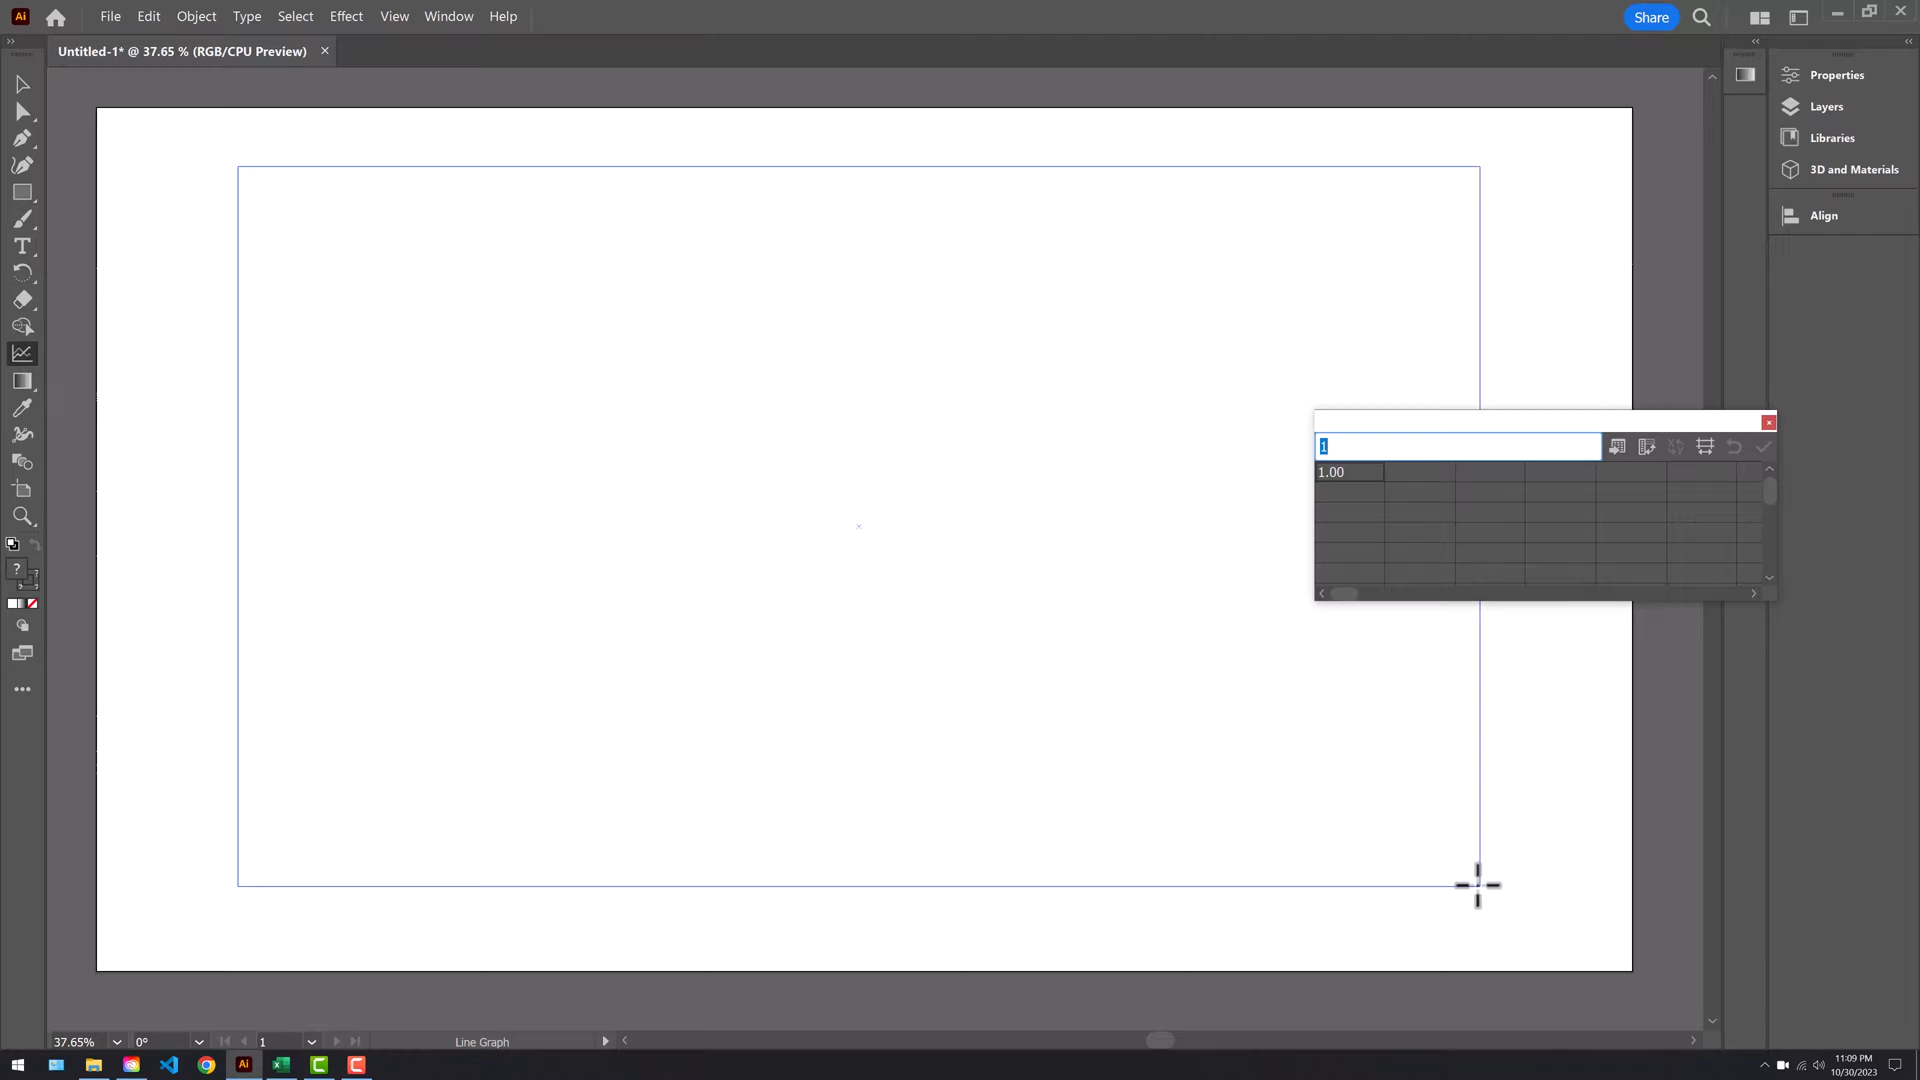 Ai File Edit Object Type Select Effect View Window Help Share
Untitled-1* @ 37.65 % (RGB/CPU Preview)
Properties
Layers
Libraries
3D and Materials
Align
1
1.00
37.65% 0° 1 Line Graph
Ai
11:09 PM
10/30/2023